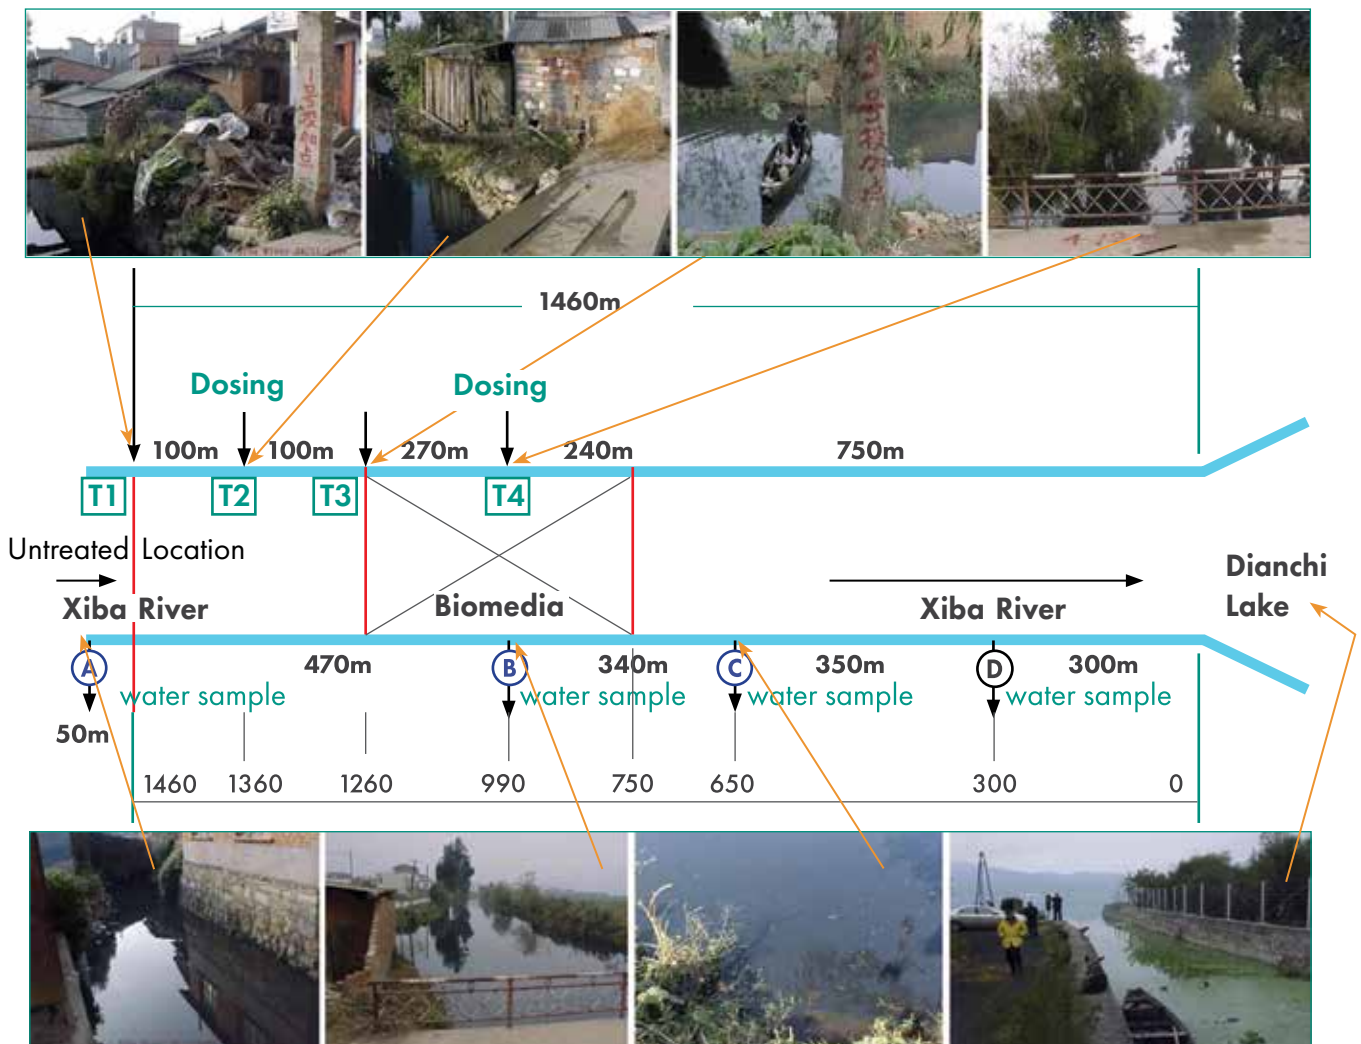 1460m
Dosing
Dosing
100m
100m
270m
240m
750m
T1
T2
T3
T4
Untreated Location
Xiba River
Biomedia
Xiba River
Dianchi
Lake
A
470m
B
340m
C
350m
D
300m
water sample
water sample
water sample
water sample
50m
1460
1360
1260
990
750
650
300
0